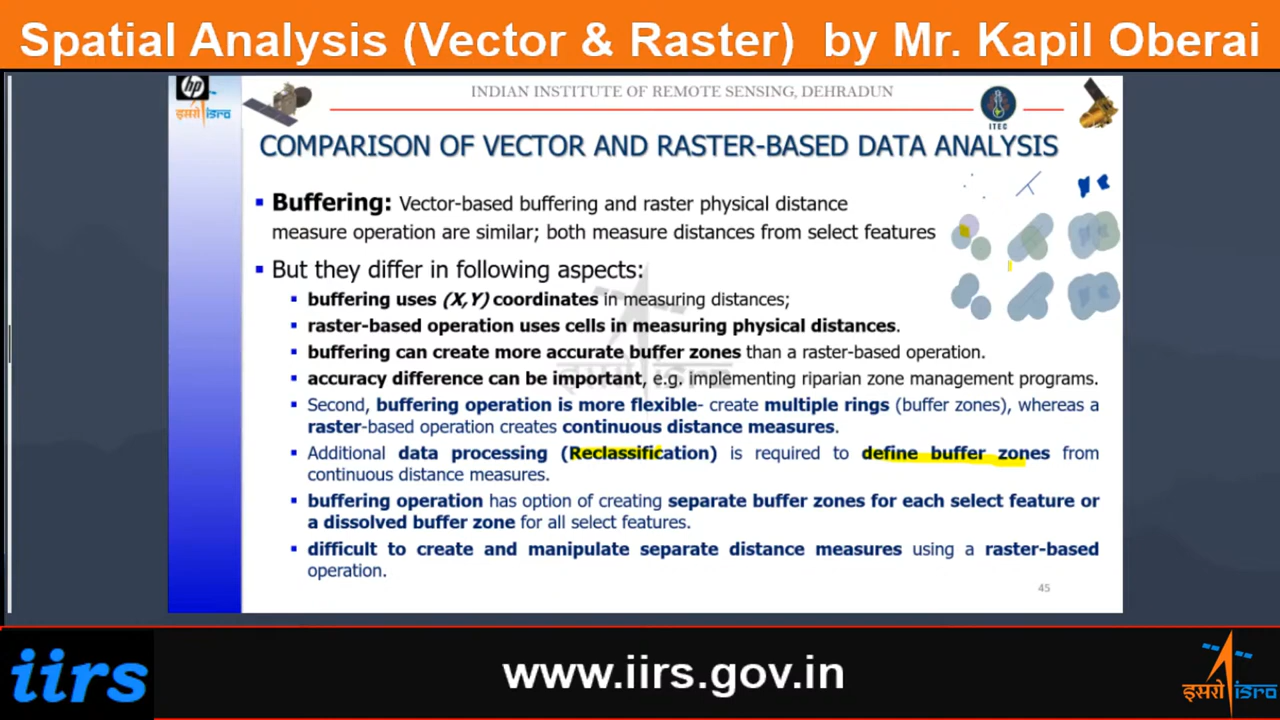 Spatial Analysis (Vector & Raster) by Mr. Kapil Oberai
hp
इसरो isro
INDIAN INSTITUTE OF REMOTE SENSING, DEHRADUN
ITEC
COMPARISON OF VECTOR AND RASTER-BASED DATA ANALYSIS
▪ Buffering: Vector-based buffering and raster physical distance
measure operation are similar; both measure distances from select features
▪ But they differ in following aspects:
▪ buffering uses (X,Y) coordinates in measuring distances;
▪ raster-based operation uses cells in measuring physical distances.
▪ buffering can create more accurate buffer zones than a raster-based operation.
▪ accuracy difference can be important, e.g. implementing riparian zone management programs.
▪ Second, buffering operation is more flexible- create multiple rings (buffer zones), whereas a
raster-based operation creates continuous distance measures.
▪ Additional data processing (Reclassification) is required to define buffer zones from
continuous distance measures.
▪ buffering operation has option of creating separate buffer zones for each select feature or
a dissolved buffer zone for all select features.
▪ difficult to create and manipulate separate distance measures using a raster-based
operation.
इसरो isro
45
iirs
www.iirs.gov.in
इसरो isro